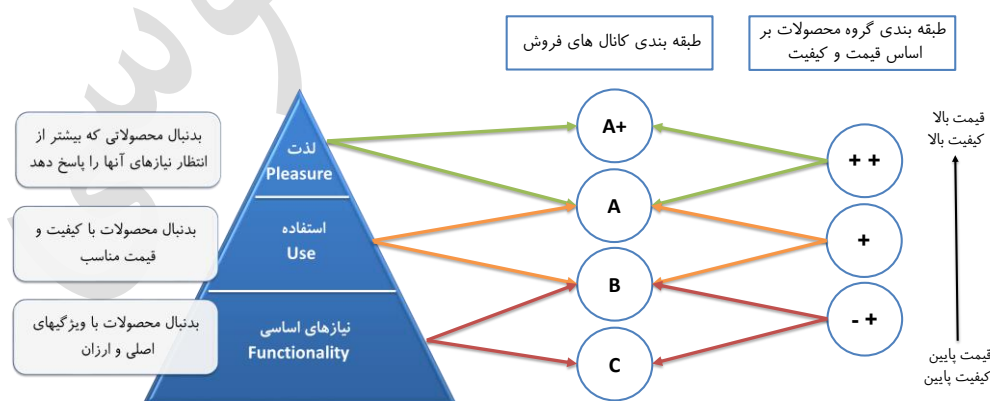 طبقه بندی گروه محصولات بر
اساس قیمت و کیفیت
طبقه بندی کانال های فروش
قیمت بالا
کیفیت بالا
قیمت پایین
کیفیت پایین
+ +
+
- +
A+
A
B
C
لذت
Pleasure
استفاده
Use
نیازهای اساسی
Functionality
بدنبال محصولاتی که بیشتر از
انتظار نیازهای آنها را پاسخ دهد
بدنبال محصولات با کیفیت و
قیمت مناسب
بدنبال محصولات با ویژگیهای
اصلی و ارزان